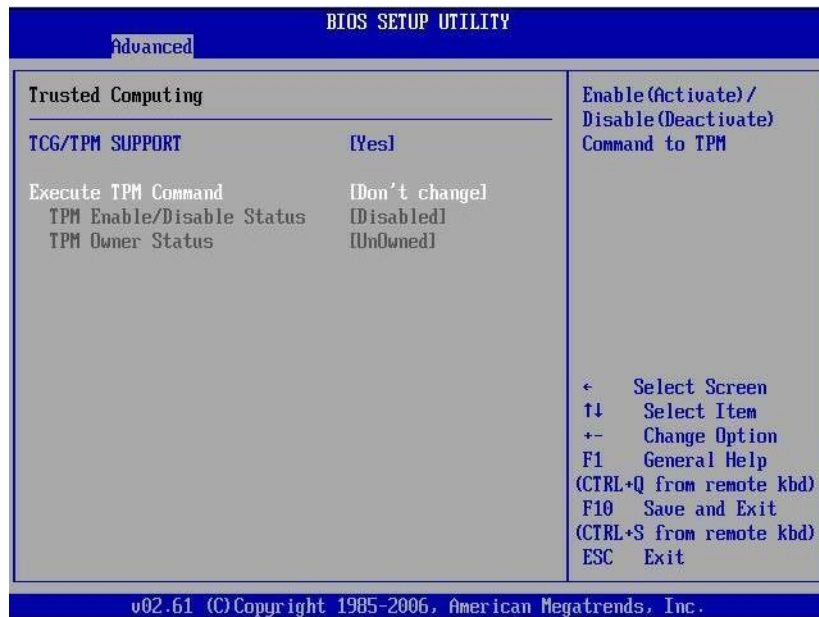 BIOS SETUP UTILITY
Advanced
Trusted Computing
TCG/TPM SUPPORT [Yes]
Execute TPM Command [Don't change]
TPM Enable/Disable Status [Disabled]
TPM Owner Status [UnOwned]
Enable(Activate)/
Disable(Deactivate)
Command to TPM
← Select Screen
↑↓ Select Item
+- Change Option
F1 General Help
(CTRL+Q from remote kbd)
F10 Save and Exit
(CTRL+S from remote kbd)
ESC Exit
v02.61 (C)Copyright 1985-2006, American Megatrends, Inc.